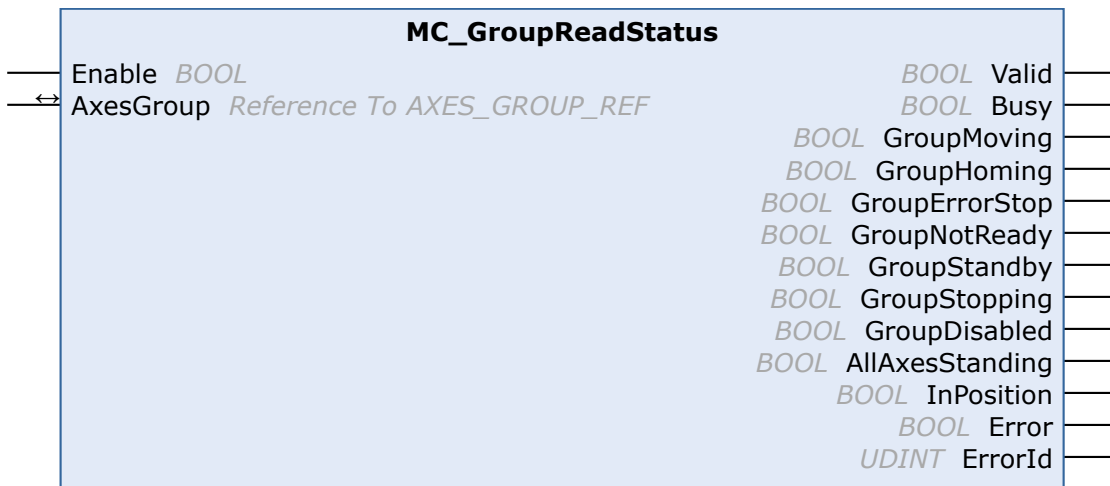 MC_GroupReadStatus
Enable BOOL BOOL Valid
↔ AxesGroup Reference To AXES_GROUP_REF BOOL Busy
BOOL GroupMoving
BOOL GroupHoming
BOOL GroupErrorStop
BOOL GroupNotReady
BOOL GroupStandby
BOOL GroupStopping
BOOL GroupDisabled
BOOL AllAxesStanding
BOOL InPosition
BOOL Error
UDINT ErrorId